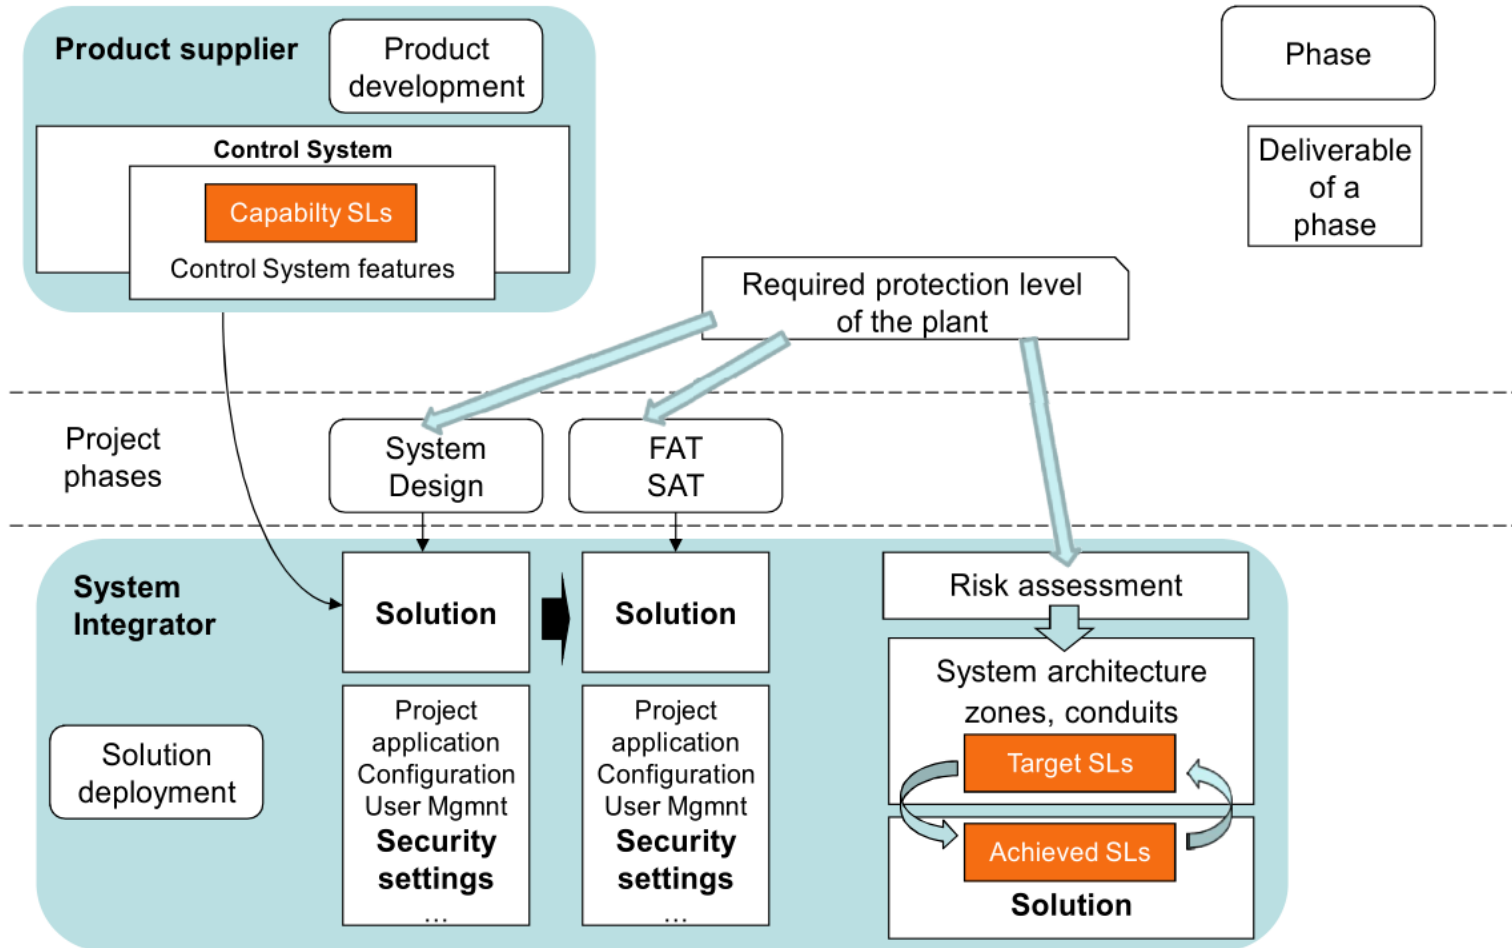 Product supplier
Product
development
Control System
Capabilty SLs
Control System features
Phase
Deliverable
of a
phase
Required protection level
of the plant
Project
phases
System
Design
FAT
SAT
System
Integrator
Solution
deployment
Solution
Project
application
Configuration
User Mgmnt
Security
settings
...
Solution
Project
application
Configuration
User Mgmnt
Security
settings
...
Risk assessment
System architecture
zones, conduits
Target SLs
Achieved SLs
Solution